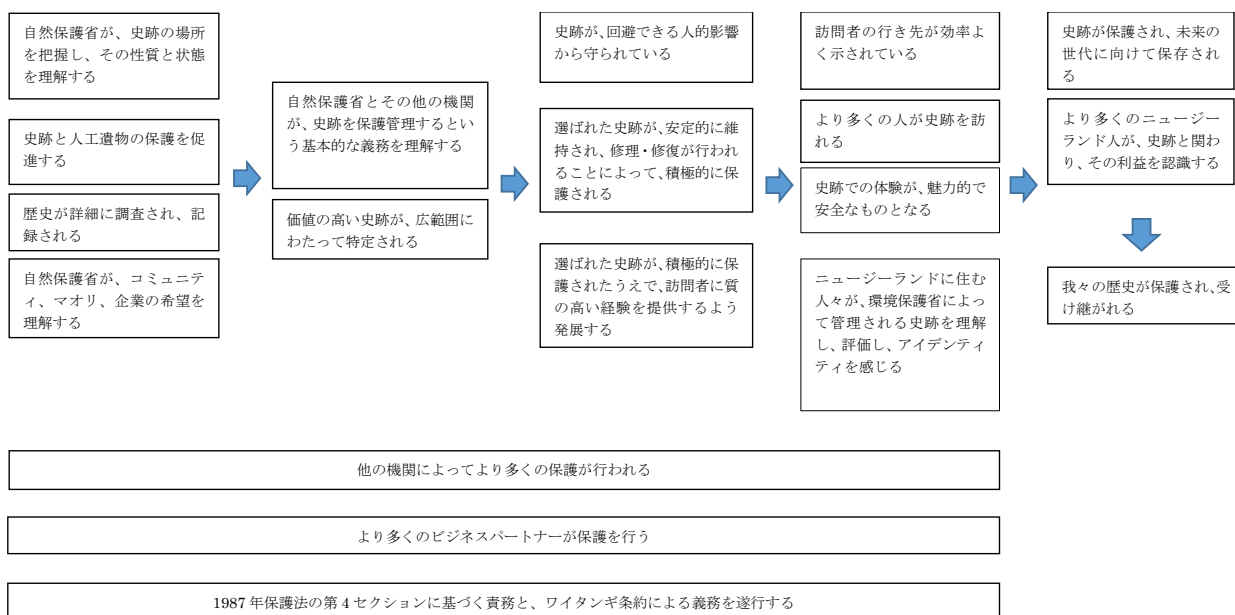 自然保護省が、史跡の場所
を把握し、その性質と状態
を理解する
史跡と人工遺物の保護を促
進する
歴史が詳細に調査され、記
録される
自然保護省が、コミュニテ
ィ、マオリ、企業の希望を
理解する
自然保護省とその他の機関
が、史跡を保護管理するとい
う基本的な義務を理解する
価値の高い史跡が、広範囲に
わたって特定される
史跡が、回避できる人的影響
から守られている
選ばれた史跡が、安定的に維
持され、修理・修復が行われ
ることによって、積極的に保
護される
選ばれた史跡が、積極的に保
護されたうえで、訪問者に質
の高い経験を提供するよう
発展する
訪問者の行き先が効率よ
く示されている
より多くの人が史跡を訪
れる
史跡での体験が、魅力的で
安全なものとなる
ニュージーランドに住む
人々が、環境保護省によっ
て管理される史跡を理解
し、評価し、アイデンティ
ティを感じる
史跡が保護され、未来の
世代に向けて保存され
る
より多くのニュージー
ランド人が、史跡と関わ
り、その利益を認識する
我々の歴史が保護され、受
け継がれる
他の機関によってより多くの保護が行われる
より多くのビジネスパートナーが保護を行う
1987 年保護法の第 4 セクションに基づく責務と、ワイタンギ条約による義務を遂行する